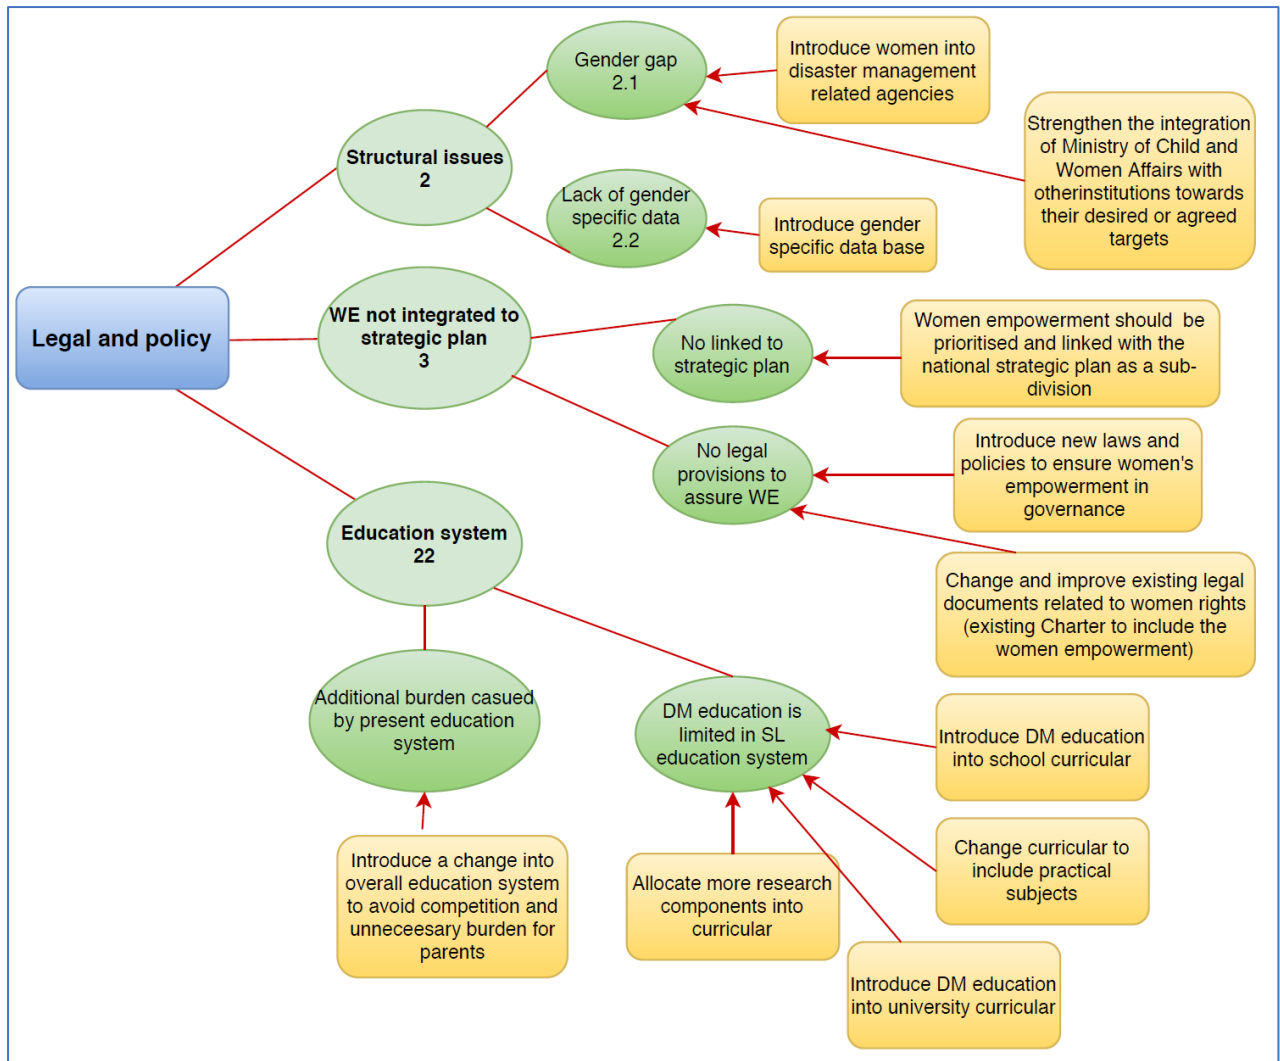 Gender gap
2.1
Introduce women into
disaster management
related agencies
Strengthen the integration
of Ministry of Child and
Women Affairs with
otherinstitutions towards
their desired or agreed
targets
Structural issues
2
Lack of gender
specific data
2.2
Introduce gender
specific data base
Legal and policy
WE not integrated to
strategic plan
3
No linked to
strategic plan
Women empowerment should be
prioritised and linked with the
national strategic plan as a sub-
division
No legal
provisions to
assure WE
Introduce new laws and
policies to ensure women's
empowerment in
governance
Change and improve existing legal
documents related to women rights
(existing Charter to include the
women empowerment)
Education system
22
Additional burden casued
by present education
system
DM education is
limited in SL
education system
Introduce DM education
into school curricular
Change curricular to
include practical
subjects
Introduce a change into
overall education system
to avoid competition and
unneceesary burden for
parents
Allocate more research
components into
curricular
Introduce DM education
into university curricular